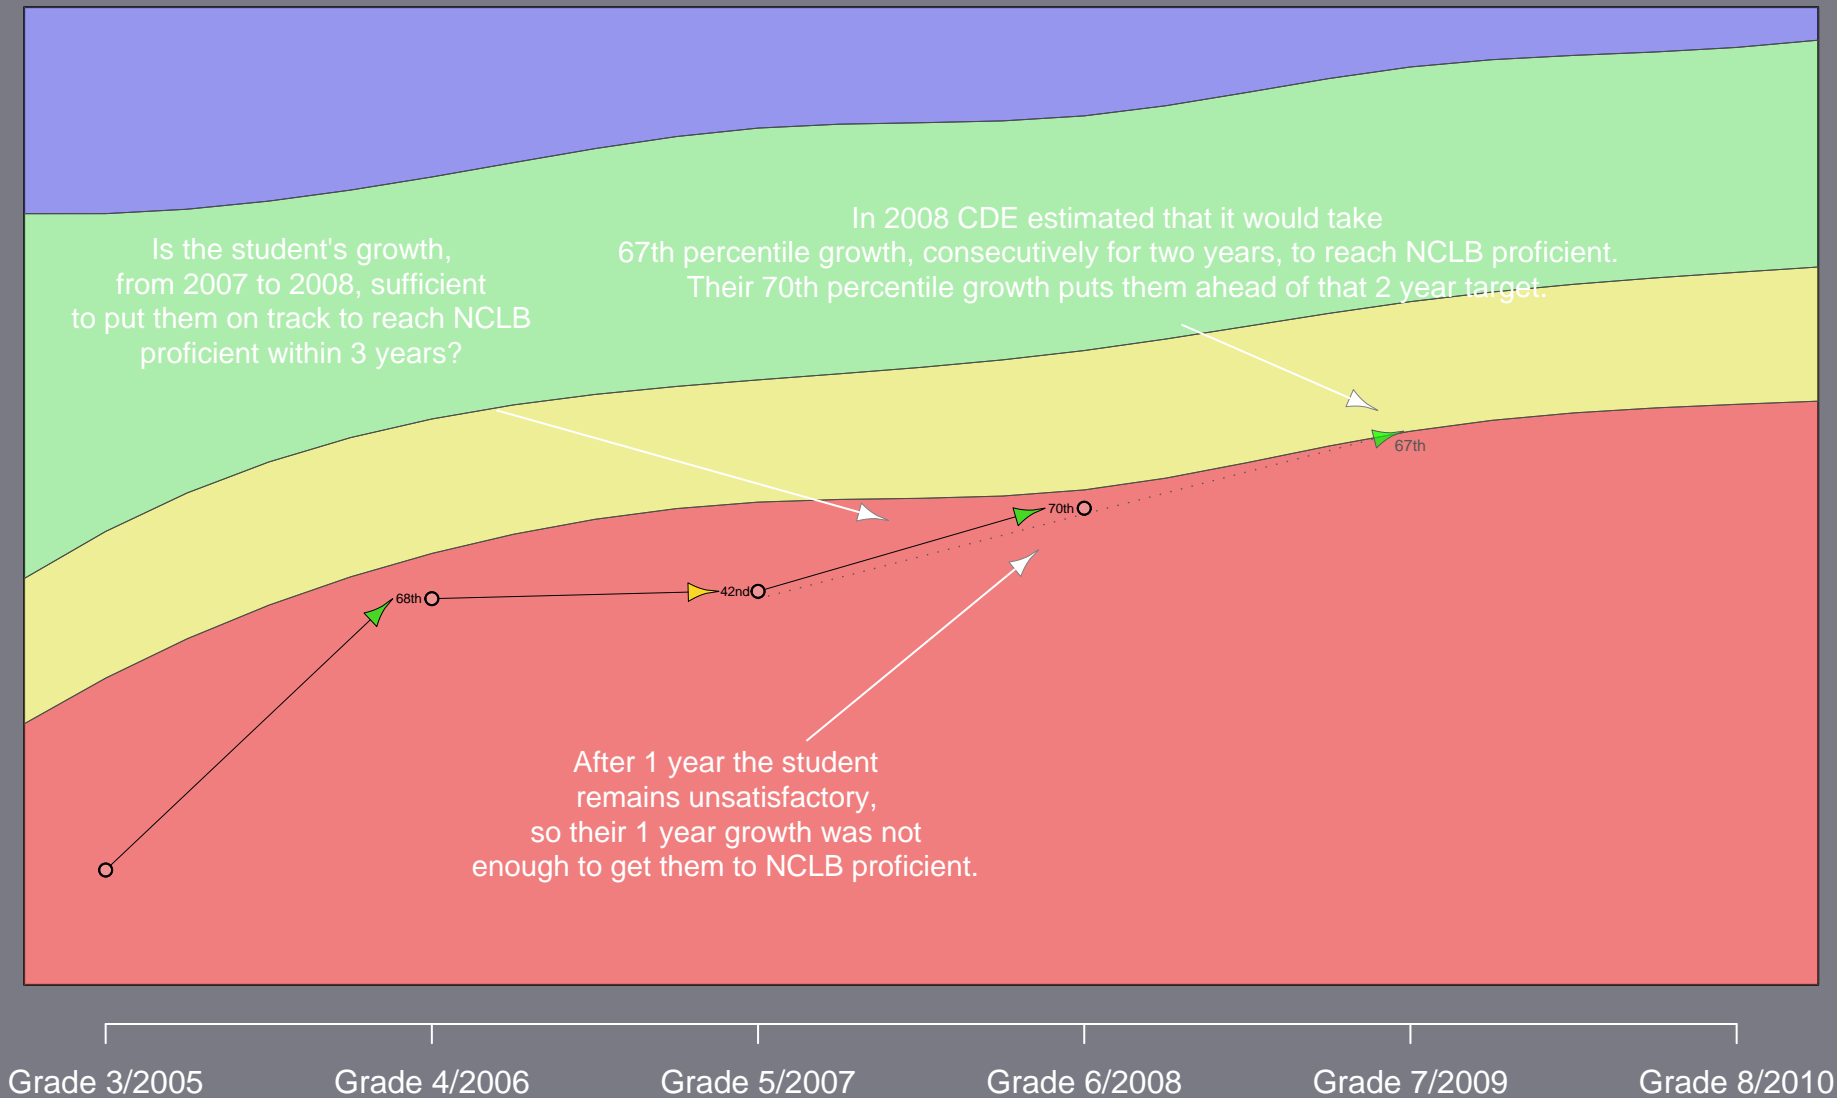 In 2008 CDE estimated that it would take
67th percentile growth, consecutively for two years, to reach NCLB proficient.
Their 70th percentile growth puts them ahead of that 2 year target.
Is the student's growth,
from 2007 to 2008, sufficient
to put them on track to reach NCLB
proficient within 3 years?
67th
70th
68th
42nd
After 1 year the student
remains unsatisfactory,
so their 1 year growth was not
enough to get them to NCLB proficient.
Grade 3/2005
Grade 4/2006
Grade 5/2007
Grade 6/2008
Grade 7/2009
Grade 8/2010